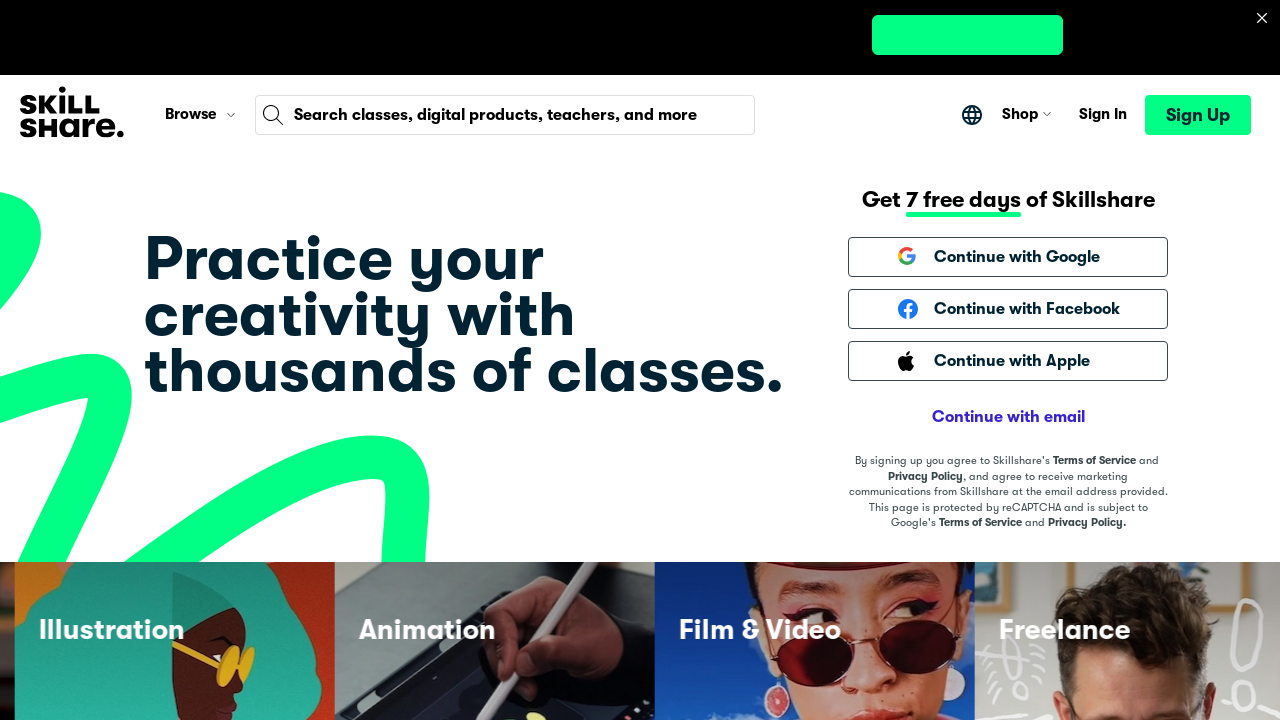 SKILL
SHARE.
Browse
Search classes, digital products, teachers, and more
Shop
Sign In
Sign Up
Practice your
creativity with
thousands of classes.
Get 7 free days of Skillshare
Continue with Google
Continue with Facebook
Continue with Apple
Continue with email
By signing up you agree to Skillshare's Terms of Service and
Privacy Policy, and agree to receive marketing
communications from Skillshare at the email address provided.
This page is protected by reCAPTCHA and is subject to
Google's Terms of Service and Privacy Policy.
Illustration
Animation
Film & Video
Freelance